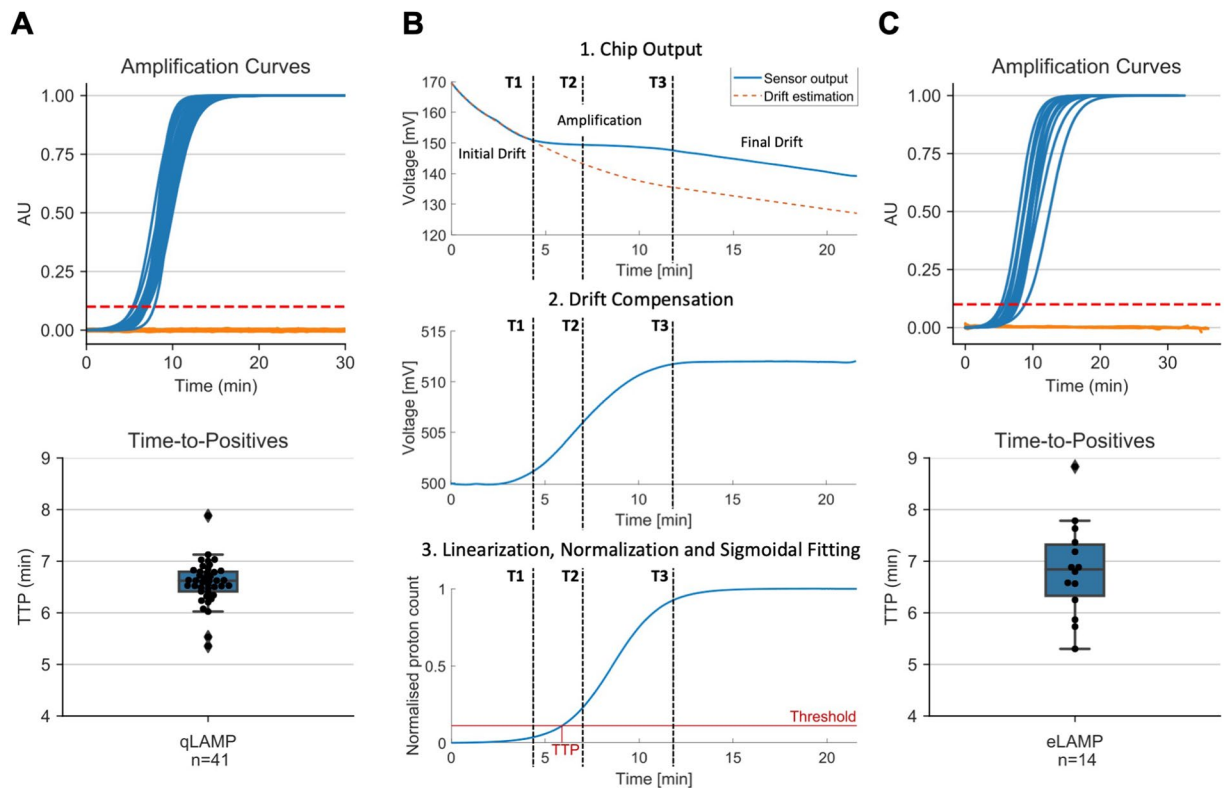 A
Amplification Curves
1.00
0.75
0.50
0.25
0.00
AU
0 10 20 30
Time (min)
Time-to-Positives
9
8
7
6
5
4
TTP (min)
qLAMP
n=41
B
1. Chip Output
T1 T2 T3
Sensor output
Drift estimation
170
160
150
140
130
120
Voltage [mV]
Initial Drift
Amplification
Final Drift
0 5 10 15 20
Time [min]
2. Drift Compensation
T1 T2 T3
515
510
505
500
Voltage [mV]
0 5 10 15 20
Time [min]
3. Linearization, Normalization and Sigmoidal Fitting
T1 T2 T3
1
0.5
0
Normalised proton count
Threshold
TTP
0 5 10 15 20
Time [min]
C
Amplification Curves
1.00
0.75
0.50
0.25
0.00
AU
0 10 20 30
Time (min)
Time-to-Positives
9
8
7
6
5
4
TTP (min)
eLAMP
n=14